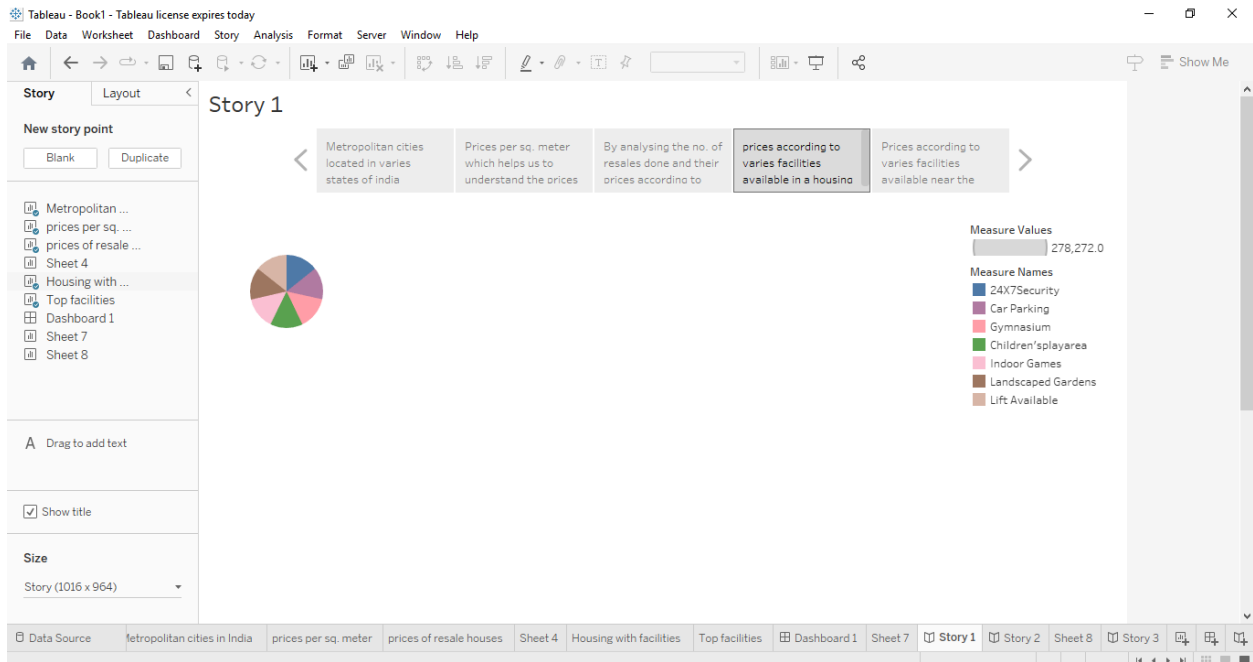 Tableau - Book1 - Tableau license expires today
File Data Worksheet Dashboard Story Analysis Format Server Window Help
Show Me
Story Layout
New story point
Blank Duplicate
Metropolitan ...
prices per sq. ...
prices of resale ...
Sheet 4
Housing with ...
Top facilities
Dashboard 1
Sheet 7
Sheet 8
A Drag to add text
Show title
Size
Story (1016 x 964)
Story 1
Metropolitan cities
located in varies
states of india
Prices per sq. meter
which helps us to
understand the prices
By analysing the no. of
resales done and their
prices according to
prices according to
varies facilities
available in a housing
Prices according to
varies facilities
available near the
Measure Values
278,272.0
Measure Names
24X7Security
Car Parking
Gymnasium
Children'splayarea
Indoor Games
Landscaped Gardens
Lift Available
Data Source etropolitan cities in India prices per sq. meter prices of resale houses Sheet 4 Housing with facilities Top facilities Dashboard 1 Sheet 7 Story 1 Story 2 Sheet 8 Story 3